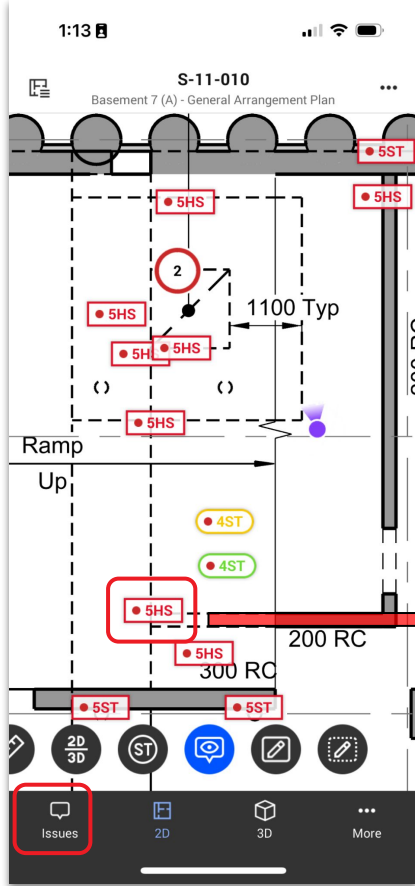 1:13
S-11-010
Basement 7 (A) - General Arrangement Plan
5ST
5HS
5HS
2
1100 Typ
5HS
5HS
5HS
Ramp
Up
4ST
4ST
5HS
200 RC
5HS
300 RC
5ST
5ST
2D
3D
ST
Issues
2D
3D
More